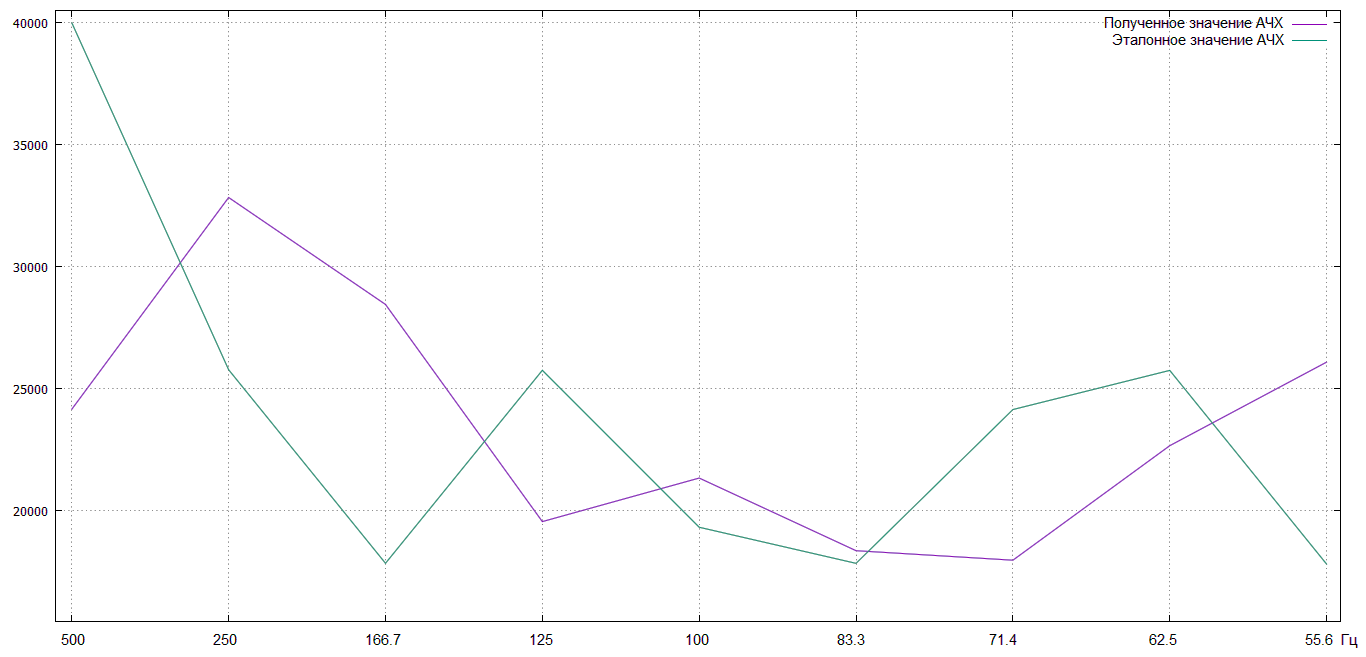 Полученное значение АЧХ
Эталонное значение АЧХ
40000
35000
30000
25000
20000
500 250 166.7 125 100 83.3 71.4 62.5 55.6 Гц